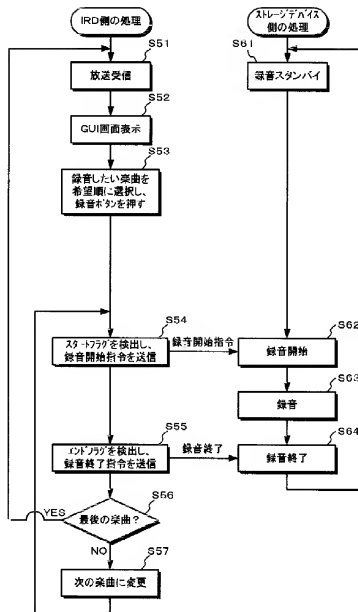 IRD側の処理
S51
放送受信
S52
GUI画面表示
S53
録音したい楽曲を
希望順に選択し、
録音ボタンを押す
S54
スタートフラグを検出し、
録音開始指令を送信
録音開始指令
S55
エンドフラグを検出し、
録音終了指令を送信
録音終了
S56
最後の楽曲?
YES
NO
S57
次の楽曲に変更
ストレージデバイス
側の処理
S61
録音スタンバイ
S62
録音開始
S63
録音
S64
録音終了